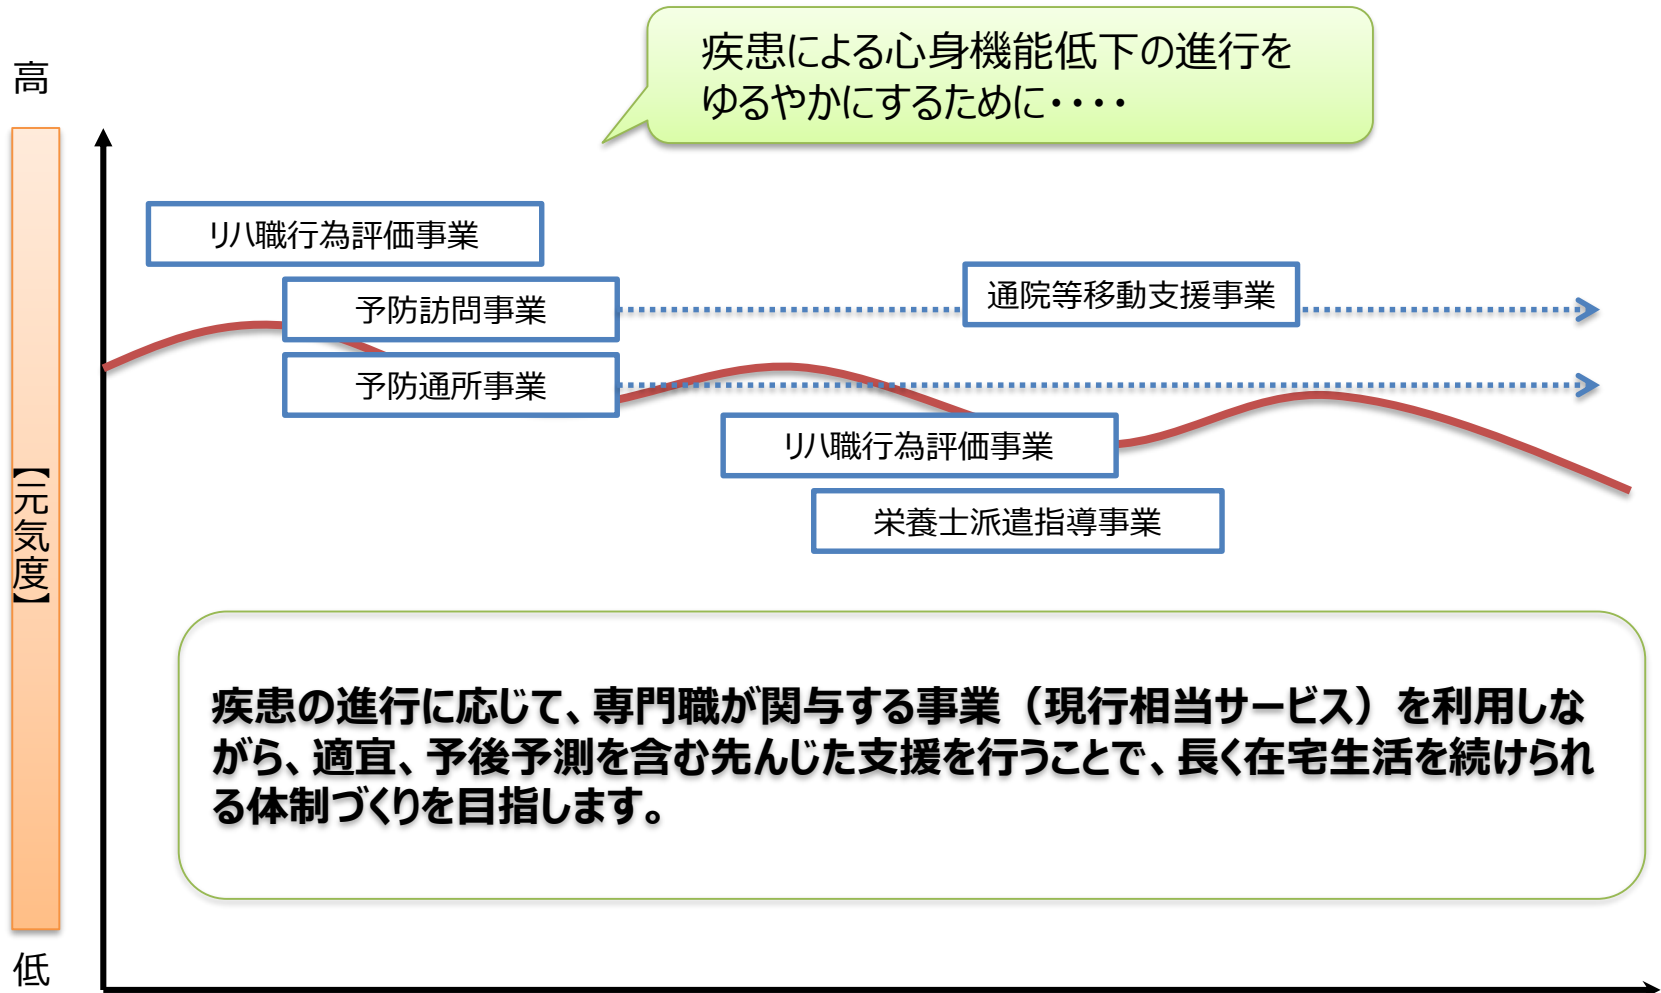 疾患による心身機能低下の進行を
ゆるやかにするために・・・・
高
リハ職行為評価事業
予防訪問事業
通院等移動支援事業
予防通所事業
リハ職行為評価事業
栄養士派遣指導事業
【元気度】
疾患の進行に応じて、専門職が関与する事業（現行相当サービス）を利用しな
がら、適宜、予後予測を含む先んじた支援を行うことで、長く在宅生活を続けられ
る体制づくりを目指します。
低